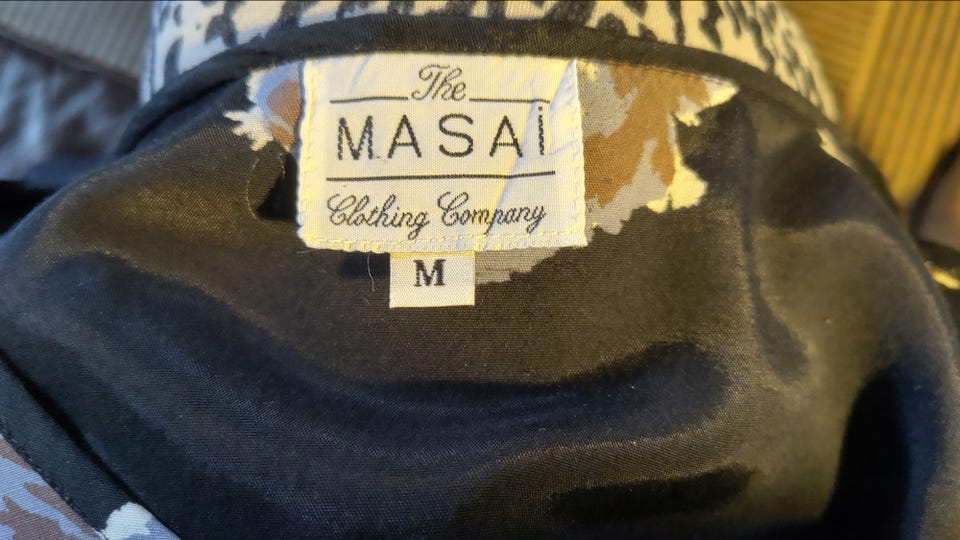 The
MASAi
Clothing Company
M